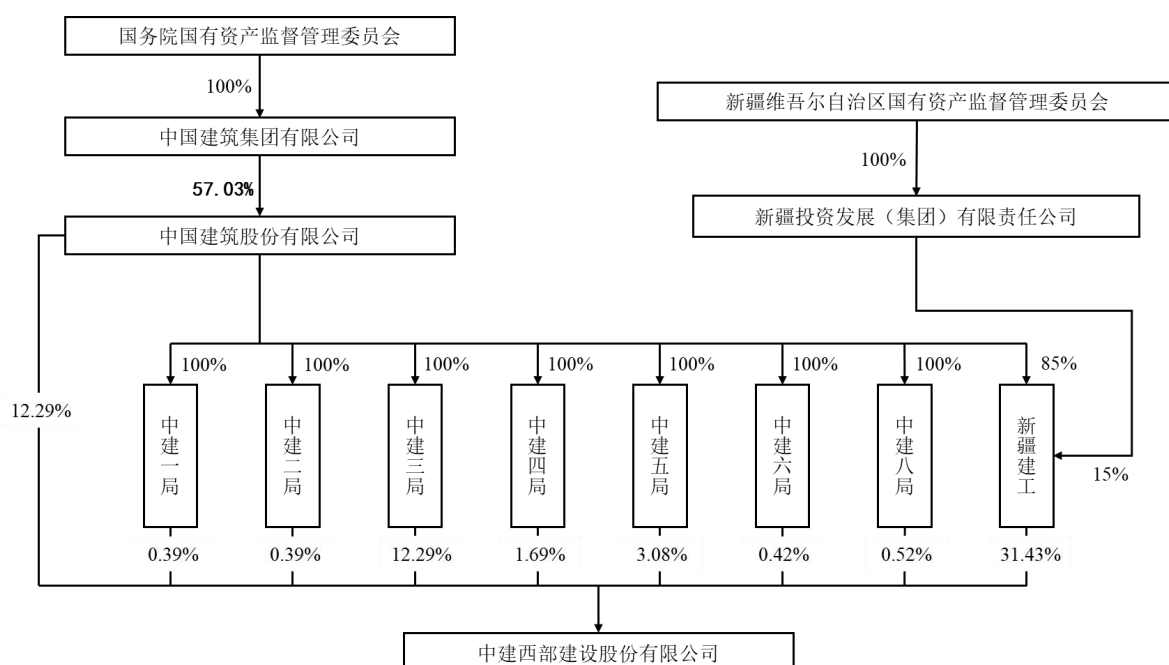 国务院国有资产监督管理委员会
100%
新疆维吾尔自治区国有资产监督管理委员会
中国建筑集团有限公司
100%
57.03%
新疆投资发展（集团）有限责任公司
中国建筑股份有限公司
100%
100%
100%
100%
100%
100%
100%
85%
12.29%
中建一局
中建二局
中建三局
中建四局
中建五局
中建六局
中建八局
新疆建工
15%
0.39%
0.39%
12.29%
1.69%
3.08%
0.42%
0.52%
31.43%
中建西部建设股份有限公司